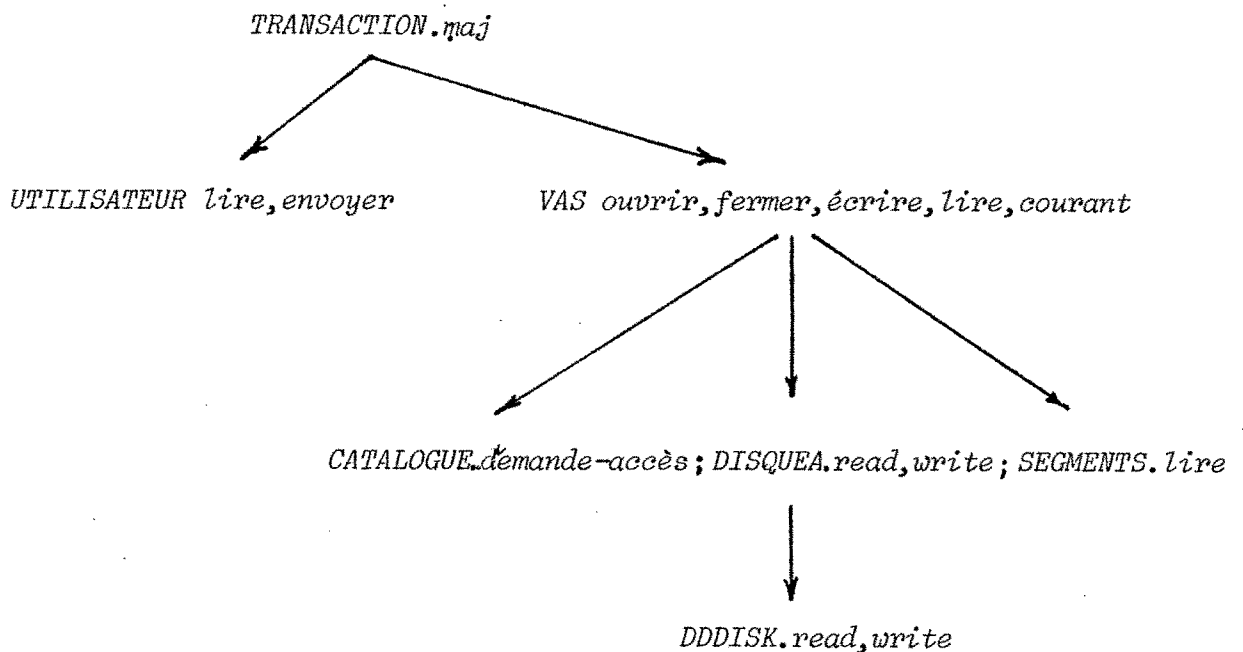 TRANSACTION.maj
UTILISATEUR lire,envoyer VAS ouvrir,fermer,écrire,lire,courant
CATALOGUE.demande-accès; DISQUEA.read,write; SEGMENTS.lire
DDDISK.read,write